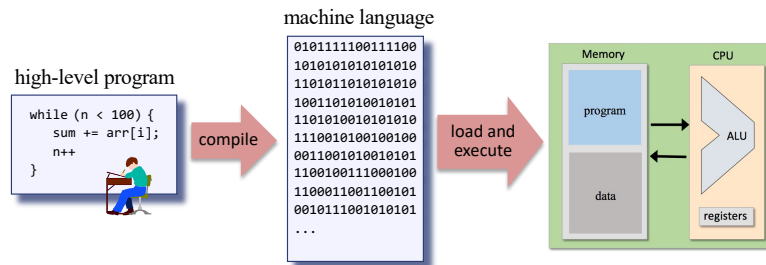 high-level program
while (n < 100) {
sum += arr[i];
n++
}
compile
machine language
0101111100111100
1010101010101010
1101011010101010
1001101010010101
1101010010101010
1110010100100100
0011001010010101
1100100111000100
1100011001100101
0010111001010101
...
load and
execute
Memory
program
data
CPU
ALU
registers